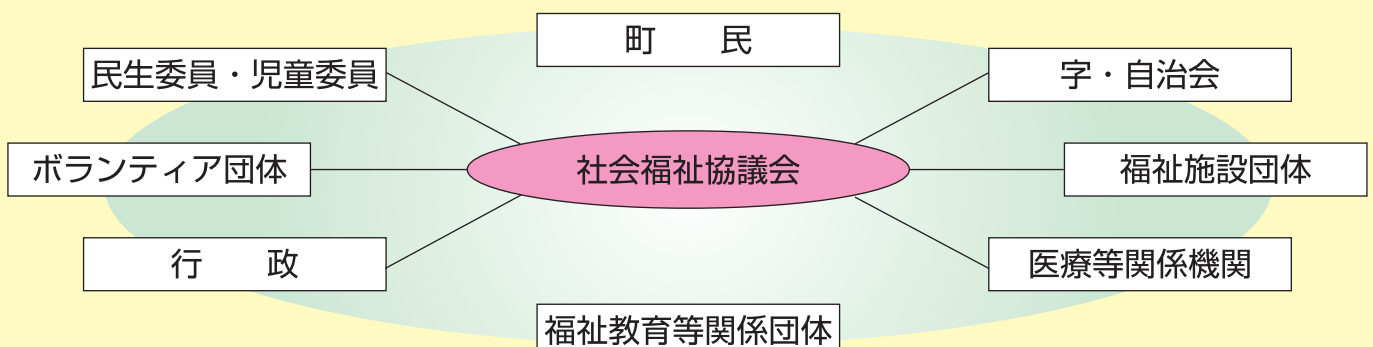 町　　民
民生委員・児童委員
字・自治会
ボランティア団体
社会福祉協議会
福祉施設団体
行　　政
医療等関係機関
福祉教育等関係団体